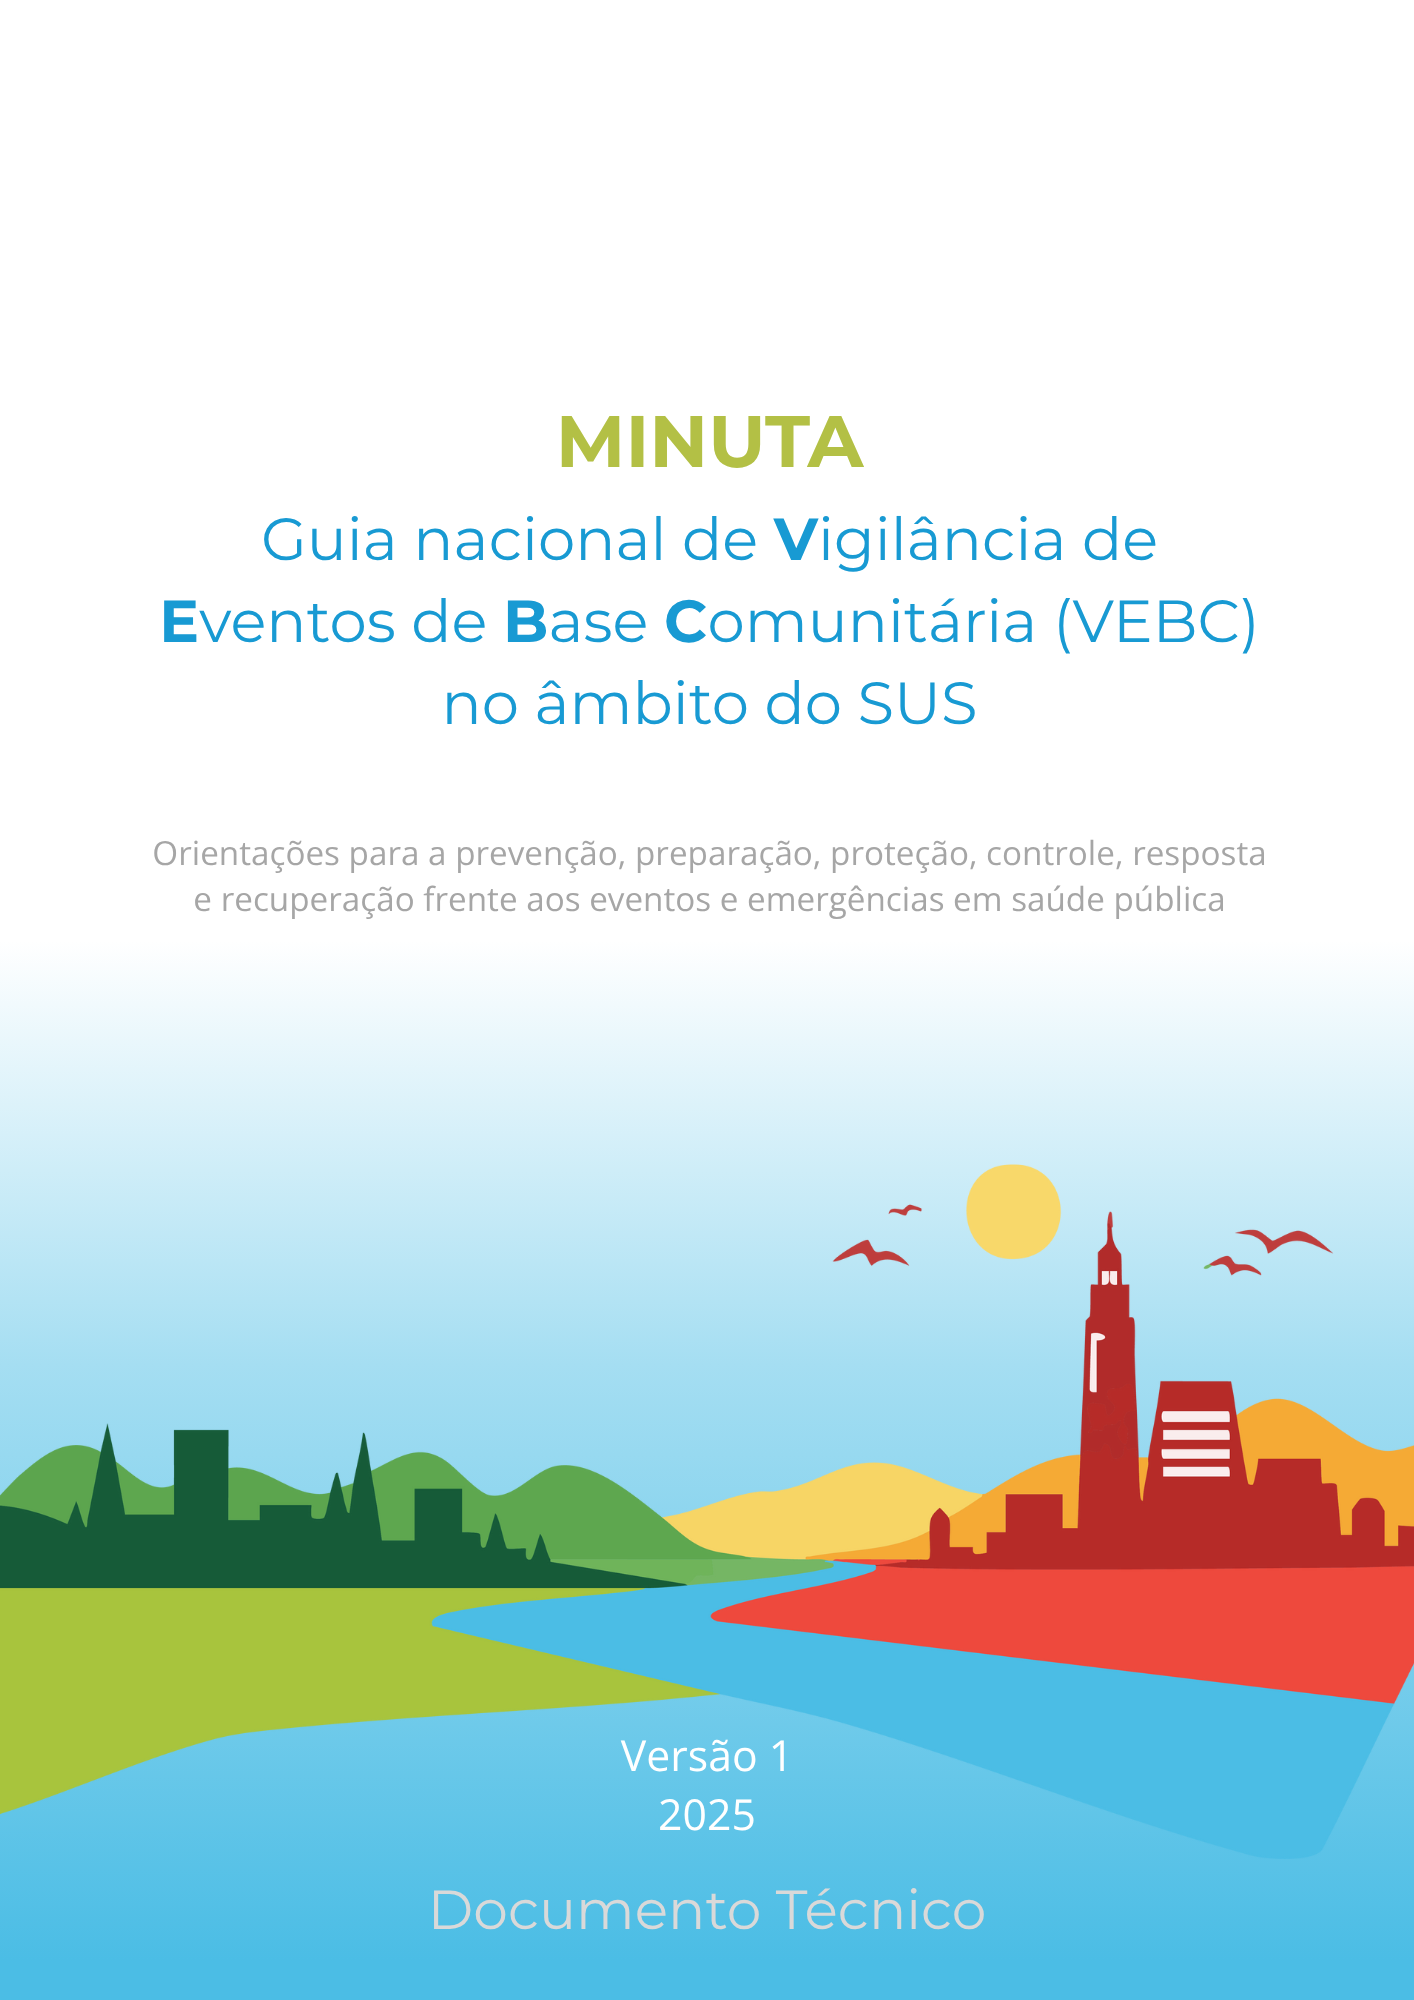 MINUTA
Guia nacional de Vigilância de
Eventos de Base Comunitária (VEBC)
no âmbito do SUS
Orientações para a prevenção, preparação, proteção, controle, resposta
e recuperação frente aos eventos e emergências em saúde pública
Versão 1
2025
Documento Técnico